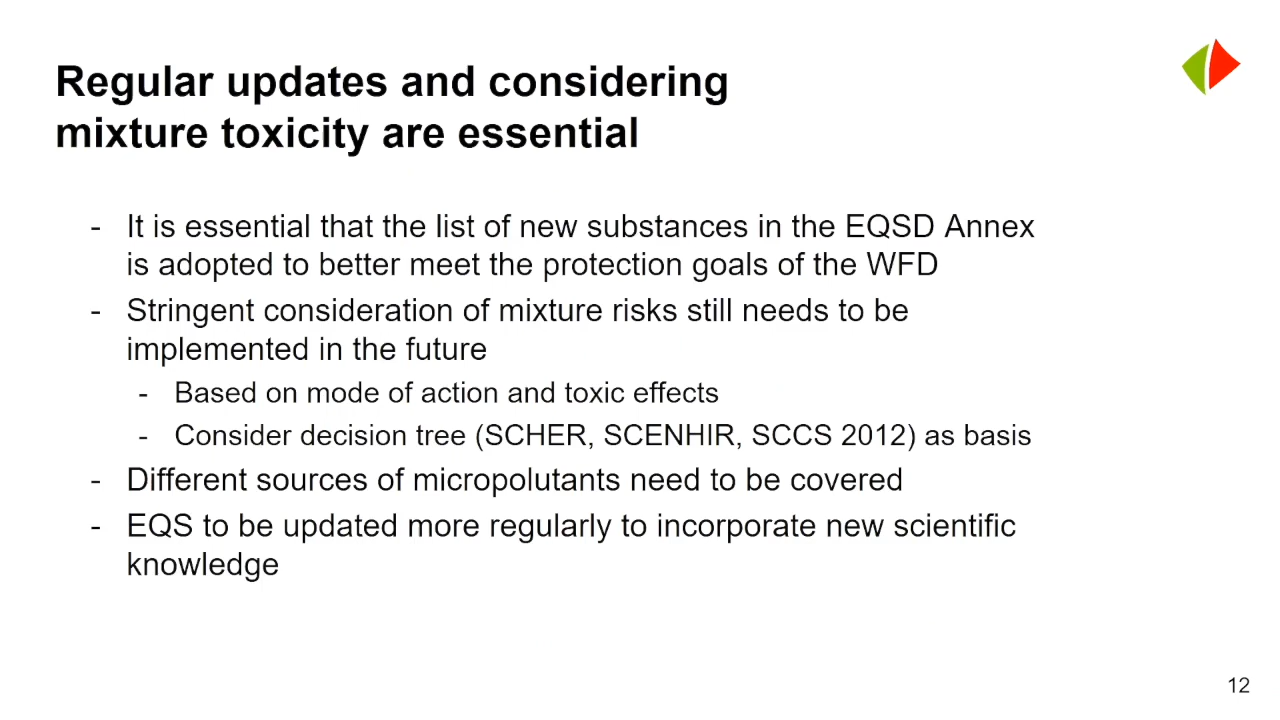 Regular updates and considering
mixture toxicity are essential
- It is essential that the list of new substances in the EQSD Annex
is adopted to better meet the protection goals of the WFD
- Stringent consideration of mixture risks still needs to be
implemented in the future
- Based on mode of action and toxic effects
- Consider decision tree (SCHER, SCENHIR, SCCS 2012) as basis
- Different sources of micropolutants need to be covered
- EQS to be updated more regularly to incorporate new scientific
knowledge
12